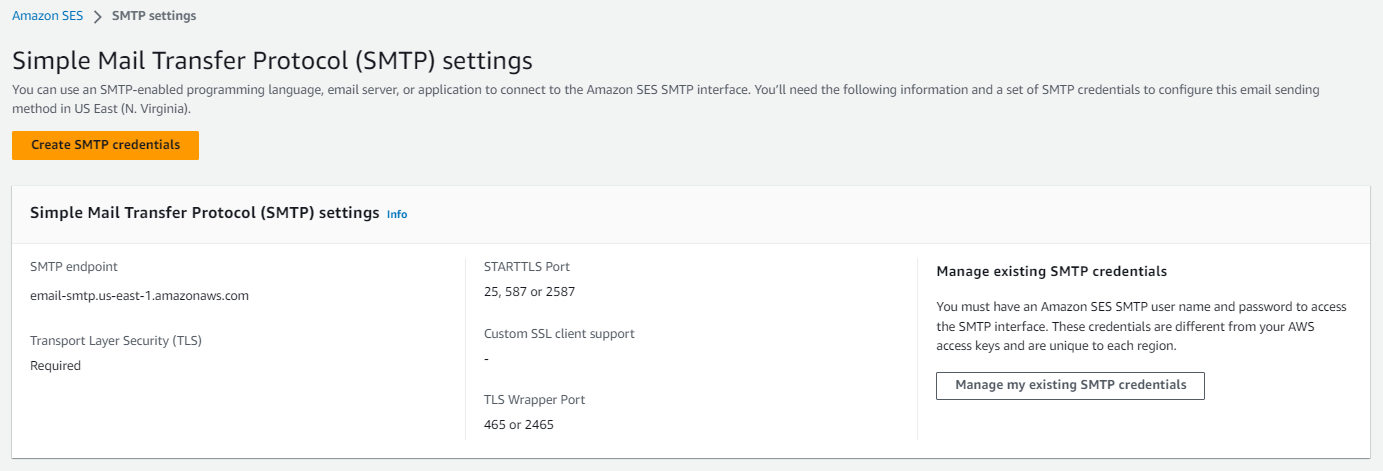 Amazon SES > SMTP settings
Simple Mail Transfer Protocol (SMTP) settings
You can use an SMTP-enabled programming language, email server, or application to connect to the Amazon SES SMTP interface. You'll need the following information and a set of SMTP credentials to configure this email sending
method in US East (N. Virginia).
Create SMTP credentials
Simple Mail Transfer Protocol (SMTP) settings Info
SMTP endpoint
email-smtp.us-east-1.amazonaws.com
Transport Layer Security (TLS)
Required
STARTTLS Port
25, 587 or 2587
Custom SSL client support
-
TLS Wrapper Port
465 or 2465
Manage existing SMTP credentials
You must have an Amazon SES SMTP user name and password to access
the SMTP interface. These credentials are different from your AWS
access keys and are unique to each region.
Manage my existing SMTP credentials